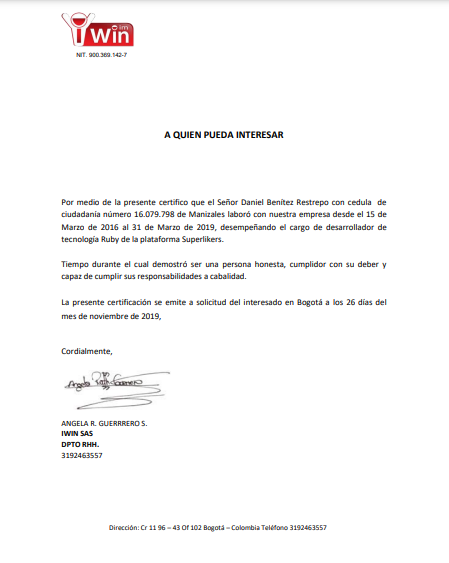 im
iWin
NIT. 900.369.142-7
A QUIEN PUEDA INTERESAR
Por medio de la presente certifico que el Señor Daniel Benítez Restrepo con cedula de
ciudadanía número 16.079.798 de Manizales laboró con nuestra empresa desde el 15 de
Marzo de 2016 al 31 de Marzo de 2019, desempeñando el cargo de desarrollador de
tecnología Ruby de la plataforma Superlikers.
Tiempo durante el cual demostró ser una persona honesta, cumplidor con su deber y
capaz de cumplir sus responsabilidades a cabalidad.
La presente certificación se emite a solicitud del interesado en Bogotá a los 26 días del
mes de noviembre de 2019,
Cordialmente,
Angela Guerrero
ANGELA R. GUERRRERO S.
IWIN SAS
DPTO RHH.
3192463557
Dirección: Cr 11 96 – 43 Of 102 Bogotá – Colombia Teléfono 3192463557